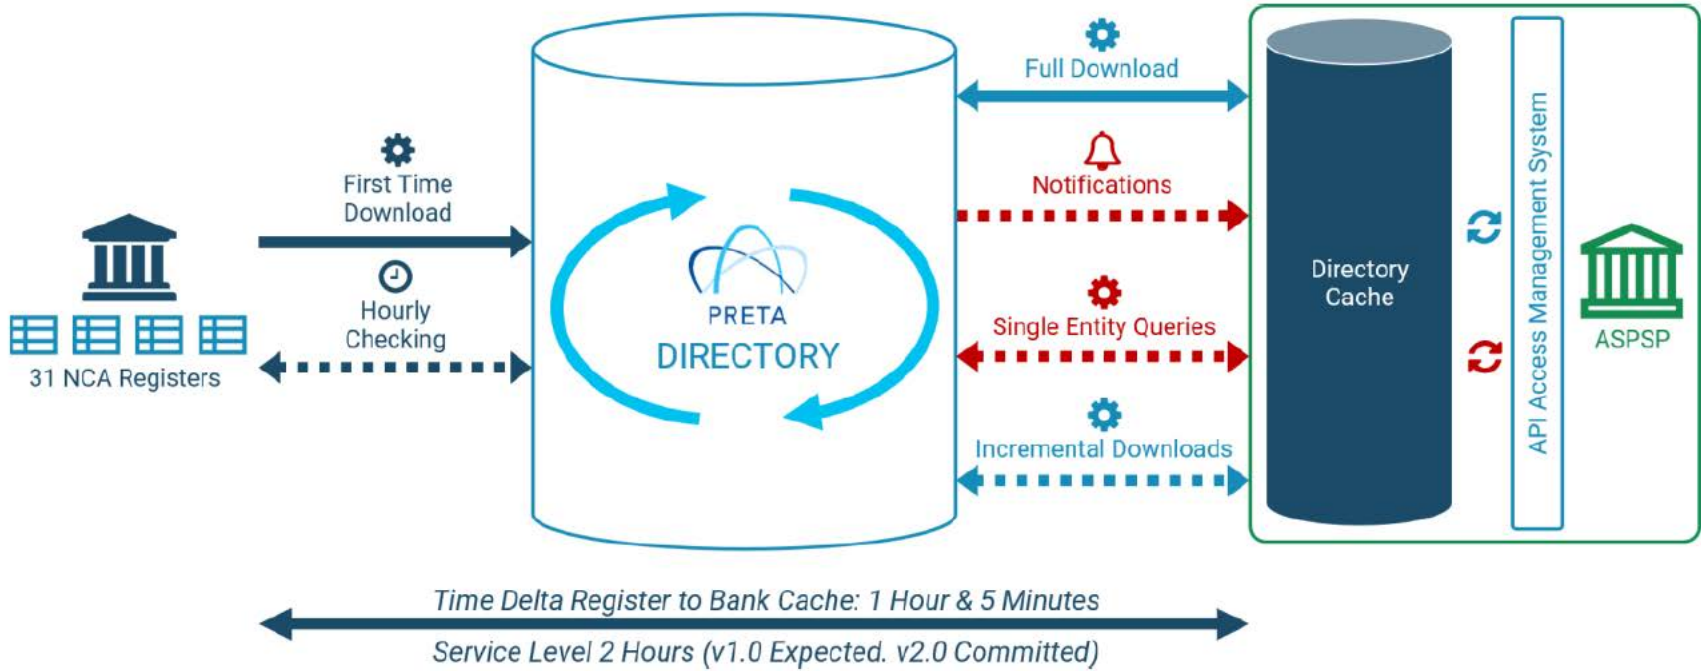 First Time
Download
Hourly
Checking
31 NCA Registers
PRETA
DIRECTORY
Full Download
Notifications
Single Entity Queries
Incremental Downloads
Directory
Cache
API Access Management System
ASPSP
Time Delta Register to Bank Cache: 1 Hour & 5 Minutes
Service Level 2 Hours (v1.0 Expected. v2.0 Committed)